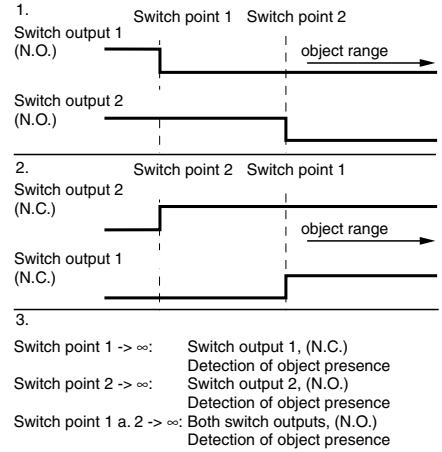 1.
Switch point 1 Switch point 2
Switch output 1
(N.O.)
object range
Switch output 2
(N.O.)
2.
Switch point 2 Switch point 1
Switch output 2
(N.C.)
object range
Switch output 1
(N.C.)
3.
Switch point 1 -> ∞: Switch output 1, (N.C.)
Detection of object presence
Switch point 2 -> ∞: Switch output 2, (N.O.)
Detection of object presence
Switch point 1 a. 2 -> ∞: Both switch outputs, (N.O.)
Detection of object presence